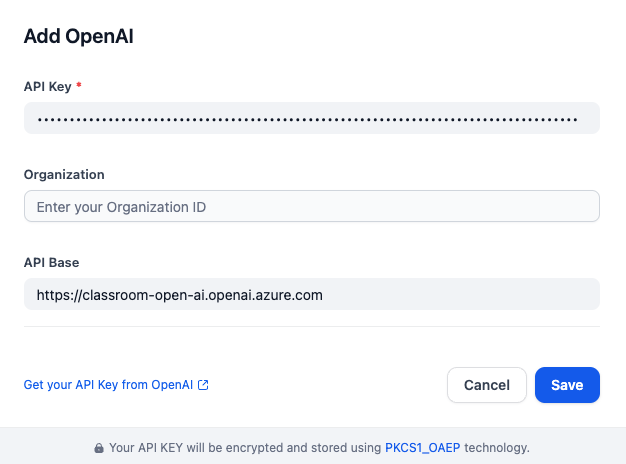 Add OpenAI
API Key *
Organization
Enter your Organization ID
API Base
https://classroom-open-ai.openai.azure.com
Get your API Key from OpenAI
Cancel
Save
Your API KEY will be encrypted and stored using PKCS1_OAEP technology.